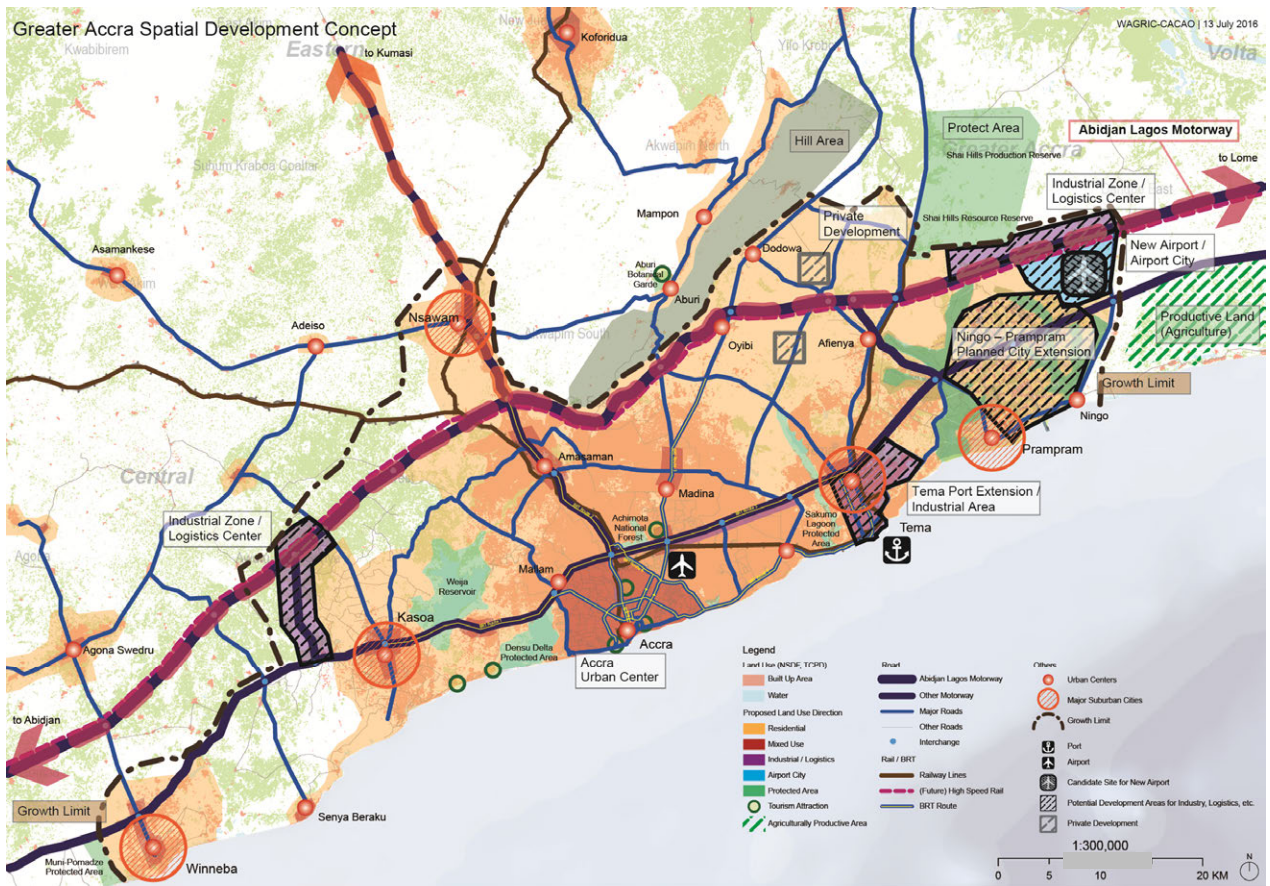 Greater Accra Spatial Development Concept
WAGRIC-CACAO | 13 July 2016
Kwabibirem
Eastern
to Kumasi
Koforidua
Yilo Krobo
Volta
Hill Area
Protect Area
Shai Hills Production Reserve
Greater Accra
Abidjan Lagos Motorway
to Lome
Akwapim North
Suhum Kraboa Coaltar
Industrial Zone /
Logistics Center
East
Mampon
Private
Development
Shai Hills Resource Reserve
New Airport /
Airport City
Asamankese
Dodowa
Aburi
Botanical
Garde
Aburi
Nsawam
Akwapim South
Adeiso
Oyibi
Afienya
Ningo – Prampram
Planned City Extension
Productive Land
(Agriculture)
Growth Limit
Ningo
Prampram
Central
Amasaman
Madina
Tema Port Extension /
Industrial Area
Tema
Industrial Zone /
Logistics Center
Achimota
National
Forest
Sakumo
Lagoon
Protected
Area
Agona
Mallam
Weija
Reservoir
Kasoa
Accra
Densu Delta
Protected Area
Accra
Urban Center
Agona Swedru
to Abidjan
Growth Limit
Senya Beraku
Muni-Pomadze
Protected Area
Winneba
Legend
Land Use (NSDF, TCPD)
Built Up Area
Water
Proposed Land Use Direction
Residential
Mixed Use
Industrial / Logistics
Airport City
Protected Area
Tourism Attraction
Agriculturally Productive Area
Road
Abidjan Lagos Motorway
Other Motorway
Major Roads
Other Roads
Interchange
Rail / BRT
Railway Lines
(Future) High Speed Rail
BRT Route
Others
Urban Centers
Major Suburban Cities
Growth Limit
Port
Airport
Candidate Site for New Airport
Potential Development Areas for Industry, Logistics, etc.
Private Development
1:300,000
0 5 10 20 KM
N